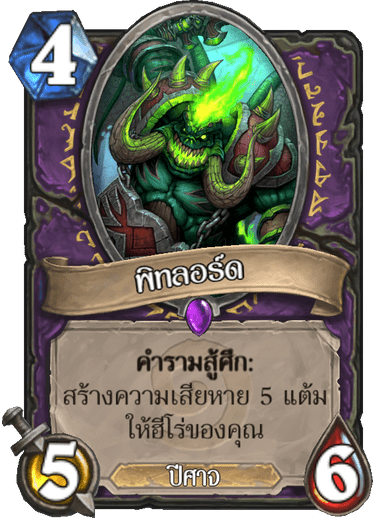 4
พิทลอร์ด
คำรามสู้ศึก:
สร้างความเสียหาย 5 แต้ม
ให้ฮีโร่ของคุณ
5
ปีศาจ
6